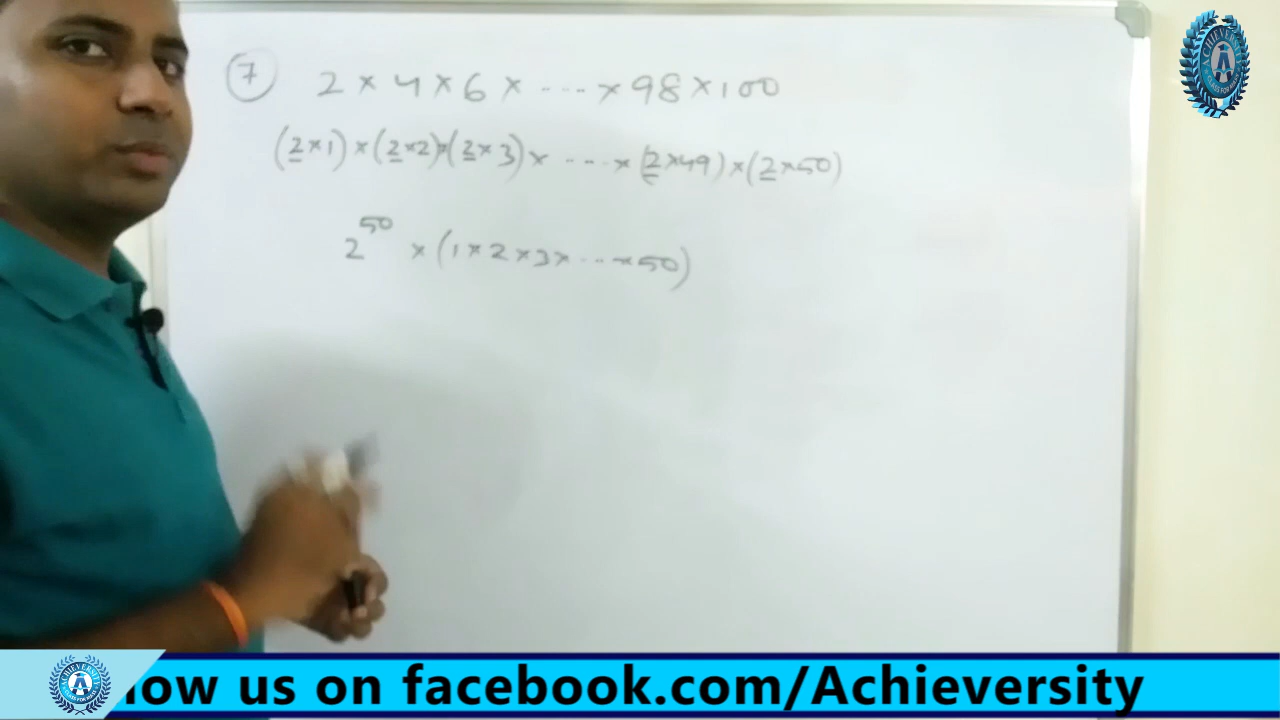 7 2 × 4 × 6 × ---- × 98 × 100
(2×1) × (2×2) × (2×3) × ---- × (2×49) × (2×50)
2^50 × (1 × 2 × 3 × --- × 50)
low us on facebook.com/Achieversity